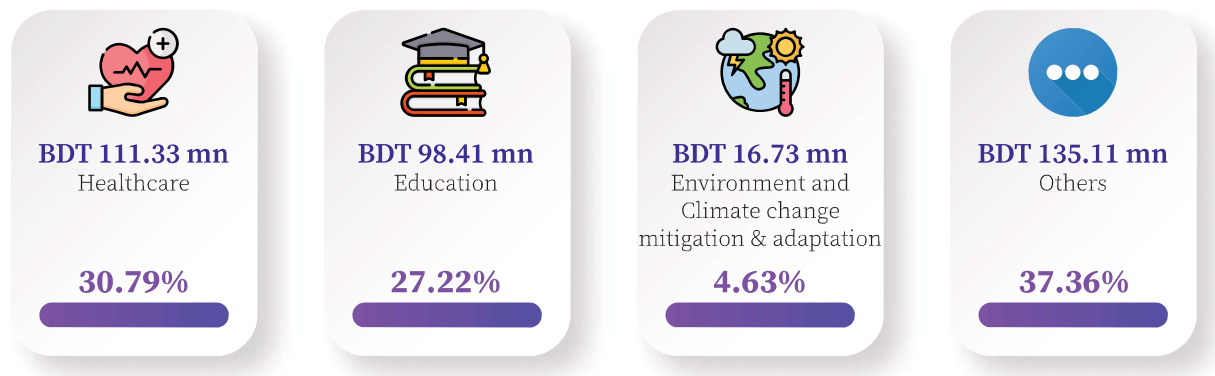 BDT 111.33 mn
Healthcare
30.79%
BDT 98.41 mn
Education
27.22%
BDT 16.73 mn
Environment and
Climate change
mitigation & adaptation
4.63%
BDT 135.11 mn
Others
37.36%